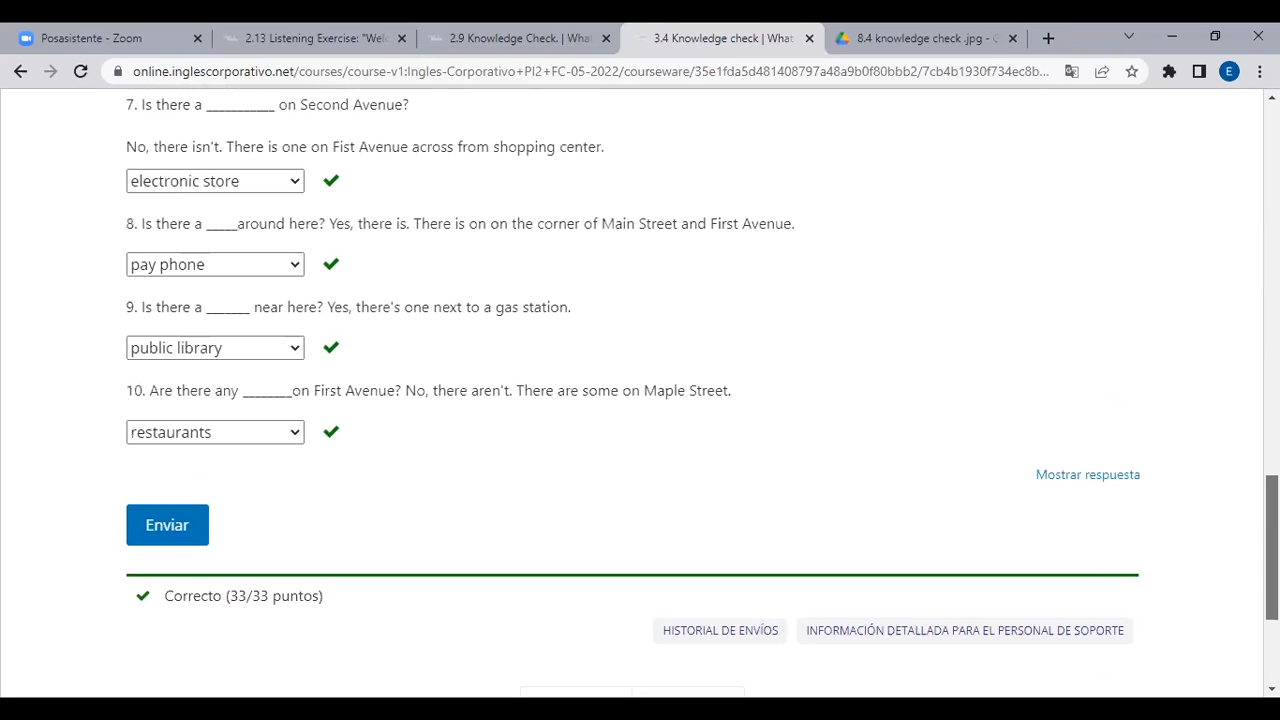 Posasistente - Zoom
2.13 Listening Exercise: "Wel
2.9 Knowledge Check. | What
3.4 Knowledge check | What
8.4 knowledge check .jpg - G
online.inglescorporativo.net/courses/course-v1:Ingles-Corporativo+PI2+FC-05-2022/courseware/35e1fda5d481408797a48a9b0f80bbb2/7cb4b1930f734ec8b...
E
7. Is there a ___________ on Second Avenue?
No, there isn't. There is one on Fist Avenue across from shopping center.
electronic store
8. Is there a _____around here? Yes, there is. There is on on the corner of Main Street and First Avenue.
pay phone
9. Is there a _______ near here? Yes, there's one next to a gas station.
public library
10. Are there any ________on First Avenue? No, there aren't. There are some on Maple Street.
restaurants
Mostrar respuesta
Enviar
Correcto (33/33 puntos)
HISTORIAL DE ENVÍOS
INFORMACIÓN DETALLADA PARA EL PERSONAL DE SOPORTE